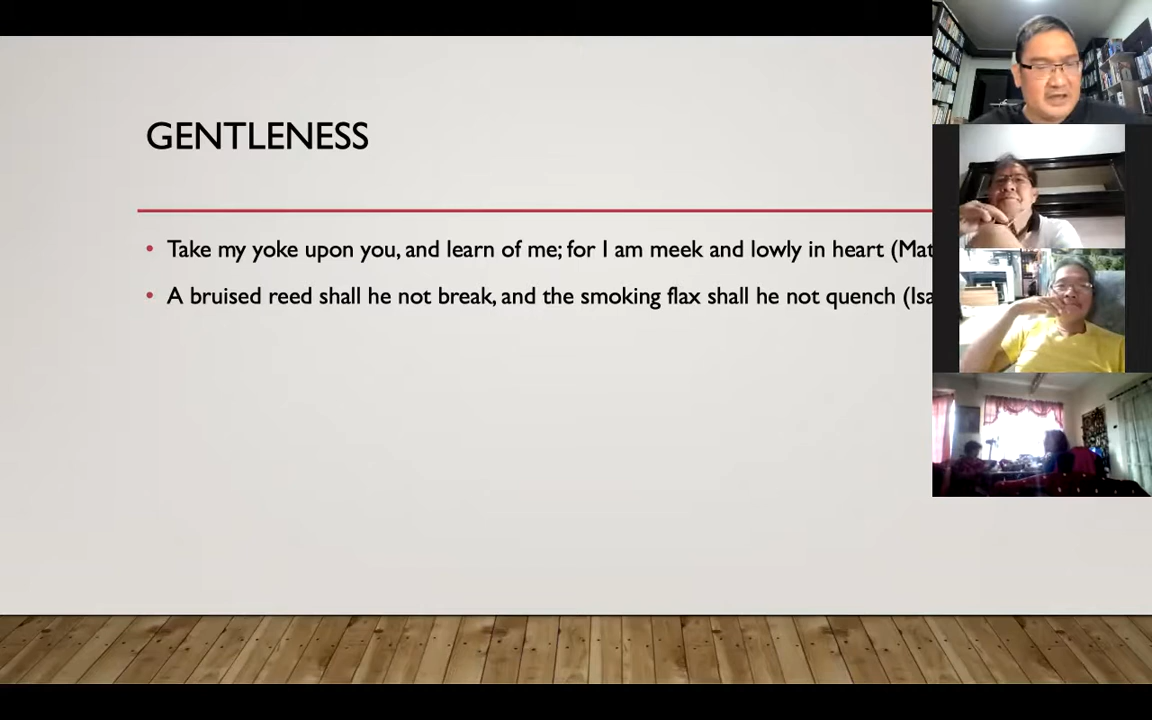 GENTLENESS
• Take my yoke upon you, and learn of me; for I am meek and lowly in heart (Mat
• A bruised reed shall he not break, and the smoking flax shall he not quench (Isa